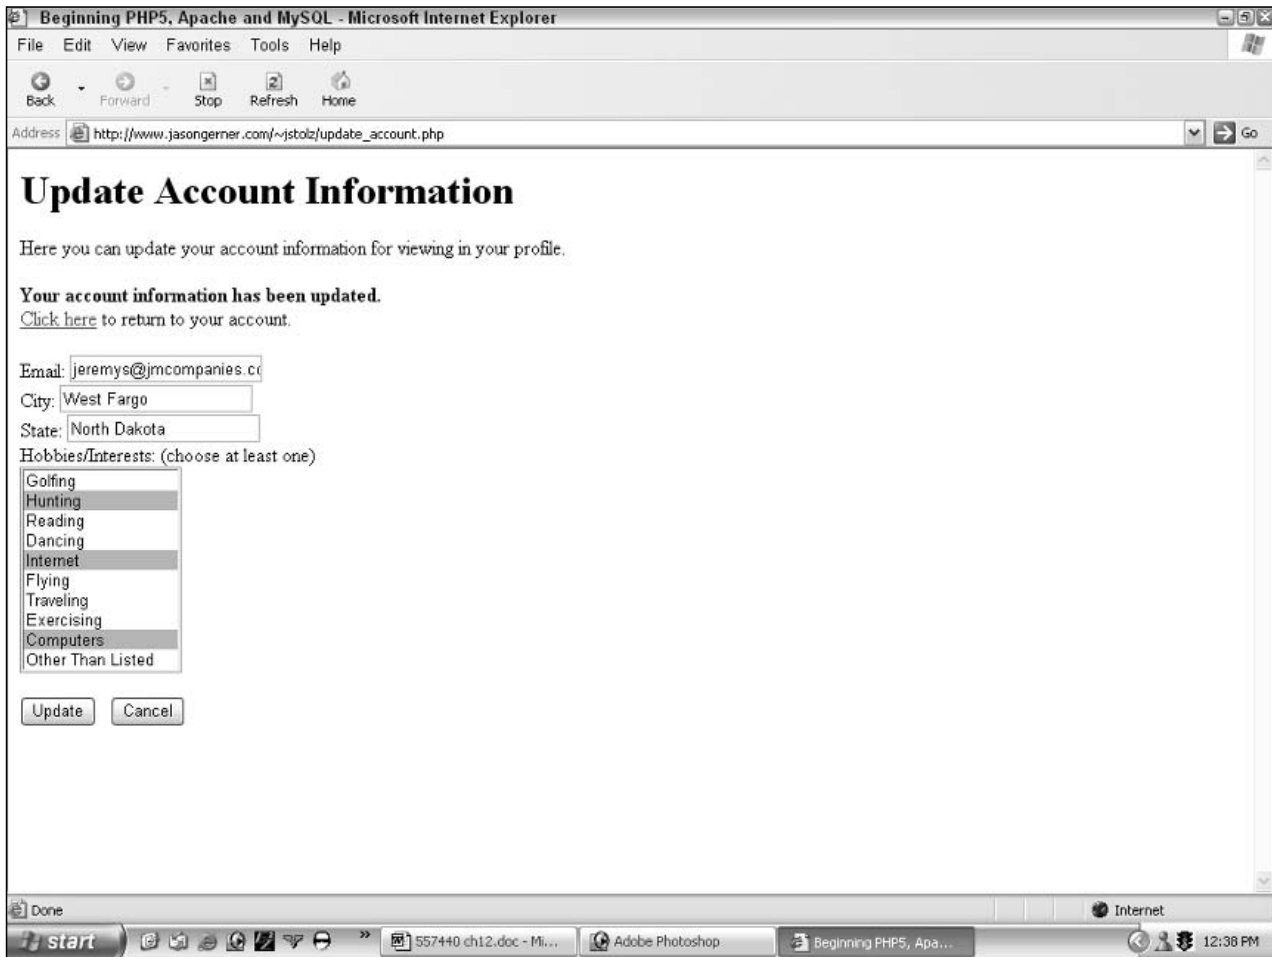 Beginning PHP5, Apache and MySQL - Microsoft Internet Explorer
File Edit View Favorites Tools Help
Back Forward Stop Refresh Home
Address http://www.jasongerner.com/~jstolz/update_account.php Go
Update Account Information
Here you can update your account information for viewing in your profile.
Your account information has been updated.
Click here to return to your account.
Email: jeremys@jmcompanies.co
City: West Fargo
State: North Dakota
Hobbies/Interests: (choose at least one)
Golfing
Hunting
Reading
Dancing
Internet
Flying
Traveling
Exercising
Computers
Other Than Listed
Update Cancel
Done Internet
start » 557440 ch12.doc - Mi... Adobe Photoshop Beginning PHP5, Apa... 12:38 PM